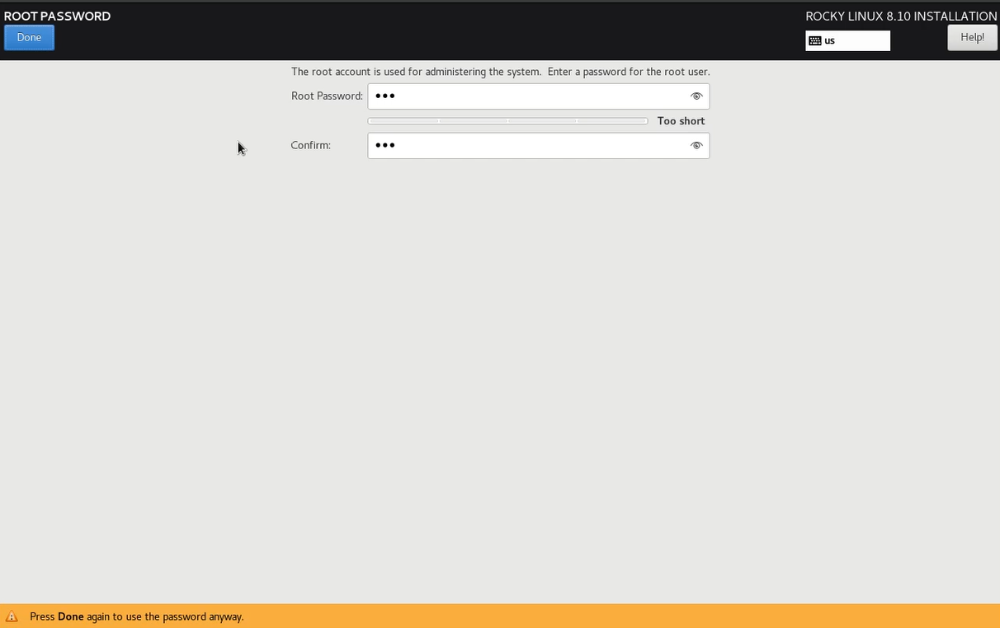 ROOT PASSWORD
ROCKY LINUX 8.10 INSTALLATION
Done
us
Help!
The root account is used for administering the system.  Enter a password for the root user.
Root Password: •••
Too short
Confirm: •••
Press Done again to use the password anyway.